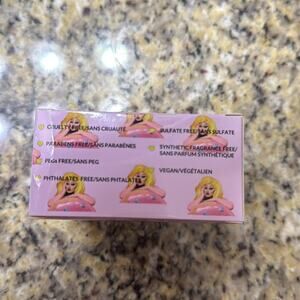 CRUELTY FREE/SANS CRUAUTÉ
PARABENS FREE/SANS PARABÈNES
PEGS FREE/SANS PEG
PHTHALATES-FREE/SANS PHTALATES
SULFATE FREE/SANS SULFATE
SYNTHETIC FRAGRANCE FREE/
SANS PARFUM SYNTHÉTIQUE
VEGAN/VÉGÉTALIEN